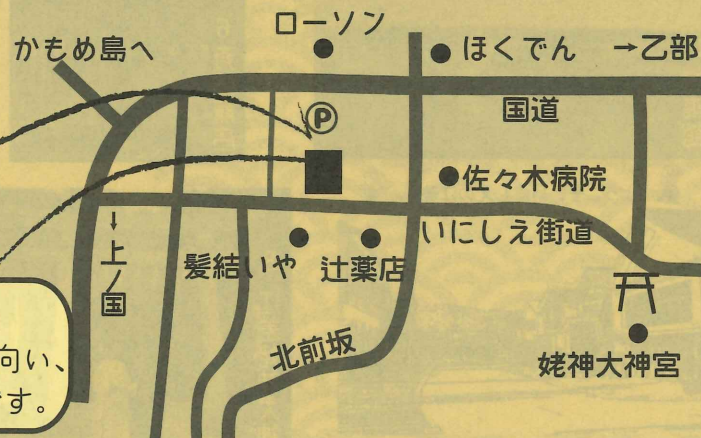 ローソン
かもめ島へ
ほくでん →乙部
国道
Ⓟ
佐々木病院
いにしえ街道
↓上ノ国
髪結いや
辻薬店
北前坂
姥神大神宮
向い、
す。